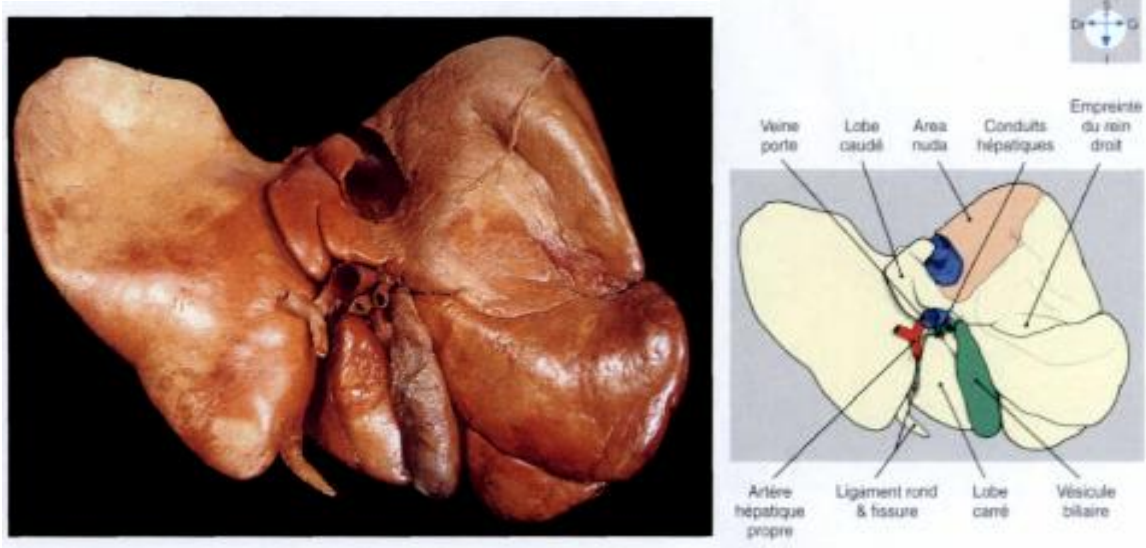 S
Dr
G
I
Veine
porte
Lobe
caudé
Area
nuda
Conduits
hépatiques
Empreinte
du rein
droit
Artère
hépatique
propre
Ligament rond
& fissure
Lobe
carré
Vésicule
biliaire